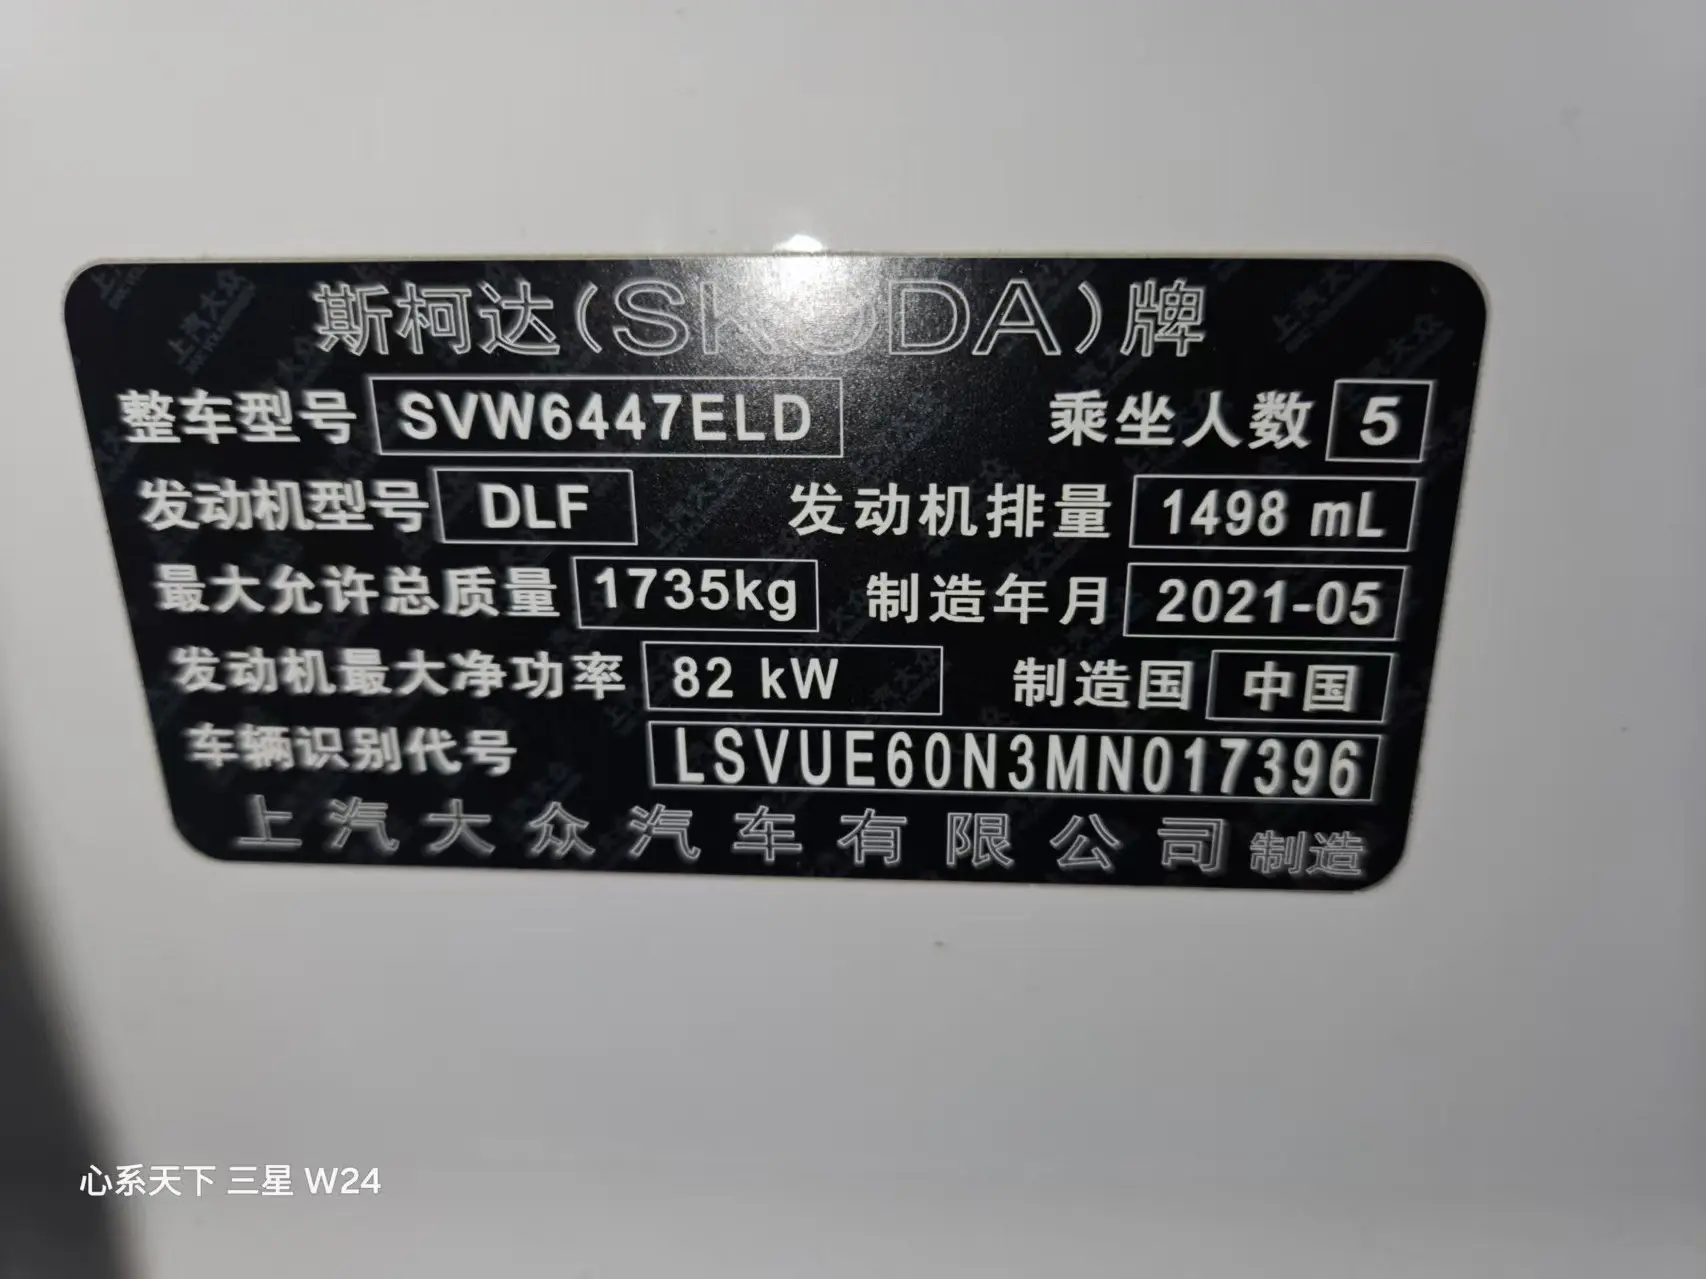 斯柯达(SKODA)牌
整车型号 SVW6447ELD 乘坐人数 5
发动机型号 DLF 发动机排量 1498 mL
最大允许总质量 1735kg 制造年月 2021-05
发动机最大净功率 82 kW 制造国 中国
车辆识别代号 LSVUE60N3MN017396
上汽大众汽车有限公司 制造
心系天下 三星 W24